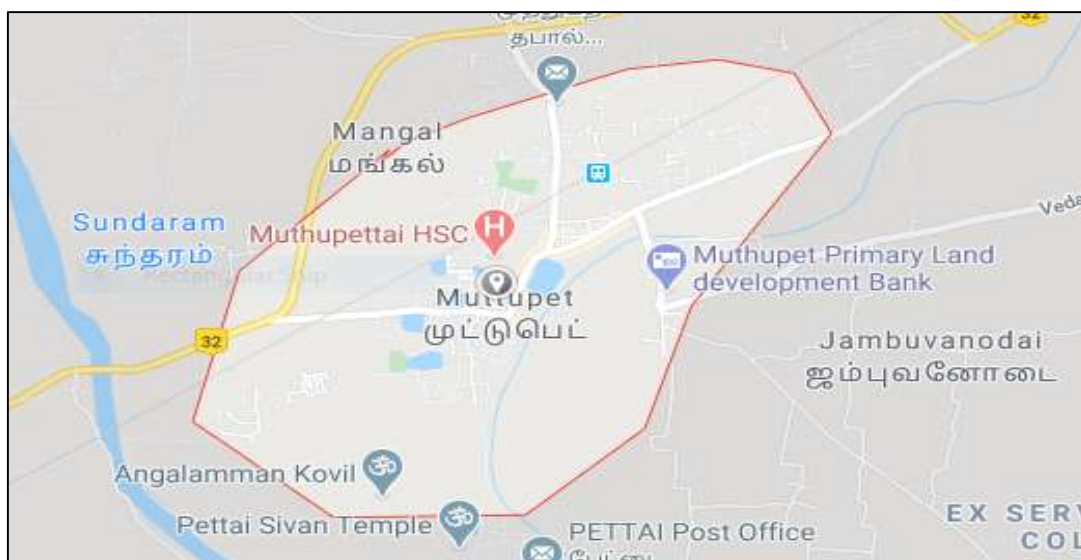 தபால்...
32
Mangal
மங்கல்
Sundaram
சுந்தரம்
Muthupettai HSC
Veda
Muthupet Primary Land
development Bank
Muttupet
முட்டுபெட்
32
Jambuvanodai
ஜம்புவனோடை
Angalamman Kovil
Pettai Sivan Temple
EX SERV
COL
PETTAI Post Office